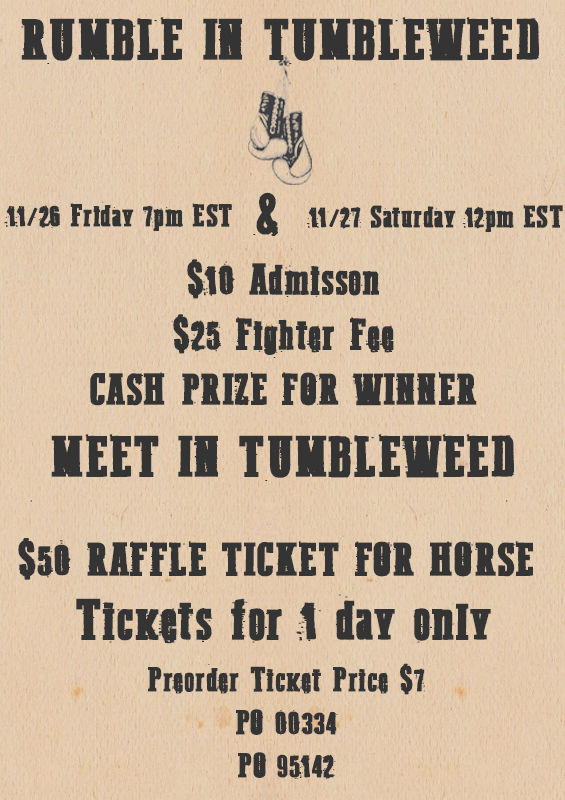 RUMBLE IN TUMBLEWEED
11/26 Friday 7pm EST & 11/27 Saturday 12pm EST
$10 Admisson
$25 Fighter Fee
CASH PRIZE FOR WINNER
MEET IN TUMBLEWEED
$50 RAFFLE TICKET FOR HORSE
Tickets for 1 day only
Preorder Ticket Price $7
PO 00334
PO 95142